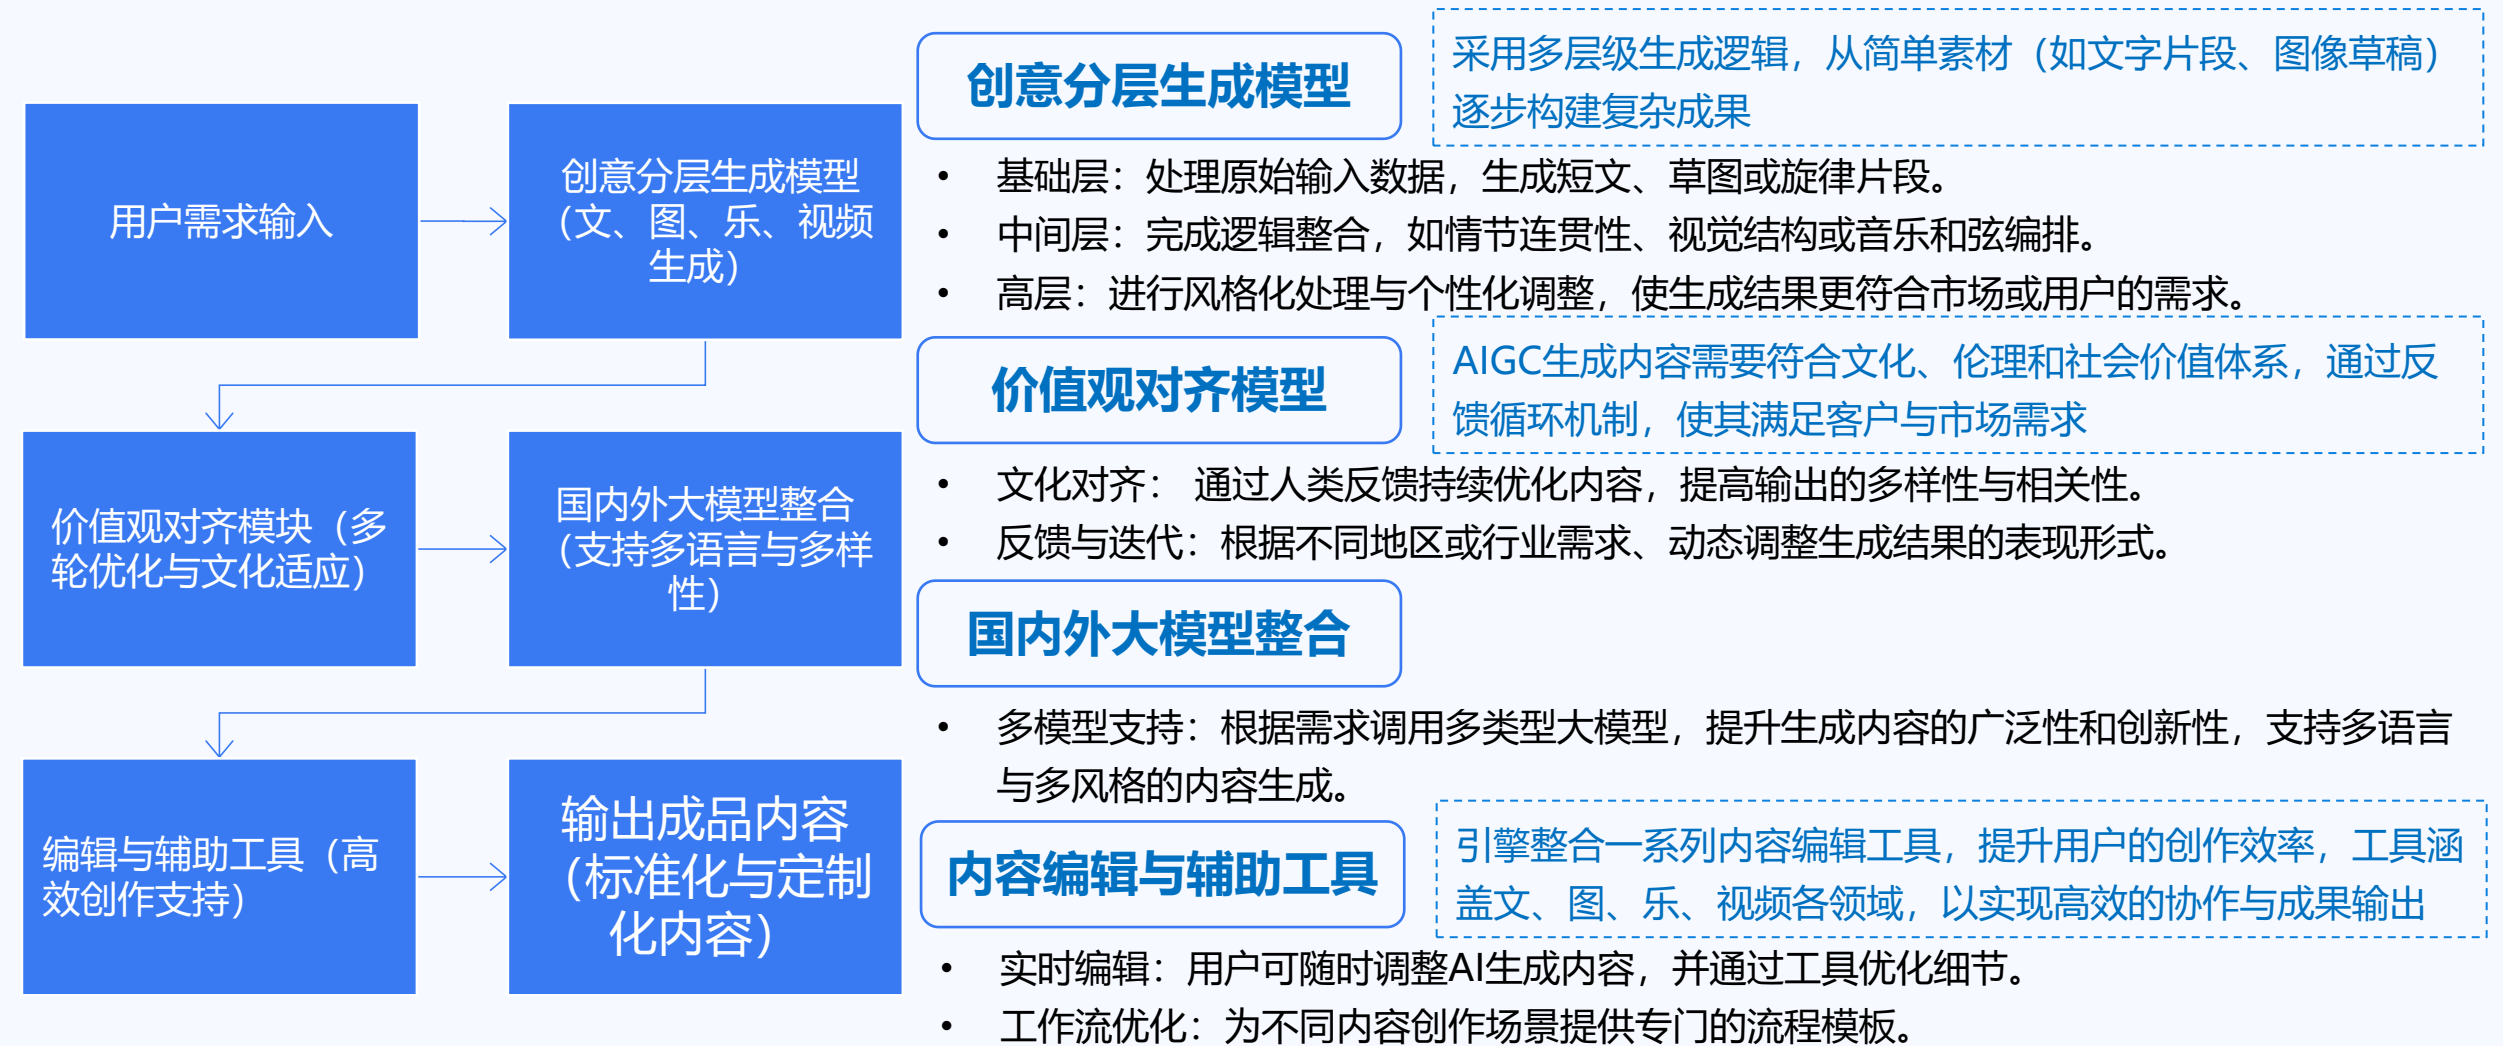 用户需求输入
创意分层生成模型
（文、图、乐、视频
生成）
价值观对齐模块（多
轮优化与文化适应）
国内外大模型整合
（支持多语言与多样
性）
编辑与辅助工具（高
效创作支持）
输出成品内容
（标准化与定制
化内容）
创意分层生成模型
采用多层级生成逻辑，从简单素材（如文字片段、图像草稿）
逐步构建复杂成果
• 基础层：处理原始输入数据，生成短文、草图或旋律片段。
• 中间层：完成逻辑整合，如情节连贯性、视觉结构或音乐和弦编排。
• 高层：进行风格化处理与个性化调整，使生成结果更符合市场或用户的需求。
价值观对齐模型
AIGC生成内容需要符合文化、伦理和社会价值体系，通过反
馈循环机制，使其满足客户与市场需求
• 文化对齐： 通过人类反馈持续优化内容，提高输出的多样性与相关性。
• 反馈与迭代：根据不同地区或行业需求、动态调整生成结果的表现形式。
国内外大模型整合
• 多模型支持：根据需求调用多类型大模型，提升生成内容的广泛性和创新性，支持多语言
与多风格的内容生成。
内容编辑与辅助工具
引擎整合一系列内容编辑工具，提升用户的创作效率，工具涵
盖文、图、乐、视频各领域，以实现高效的协作与成果输出
• 实时编辑：用户可随时调整AI生成内容，并通过工具优化细节。
• 工作流优化：为不同内容创作场景提供专门的流程模板。